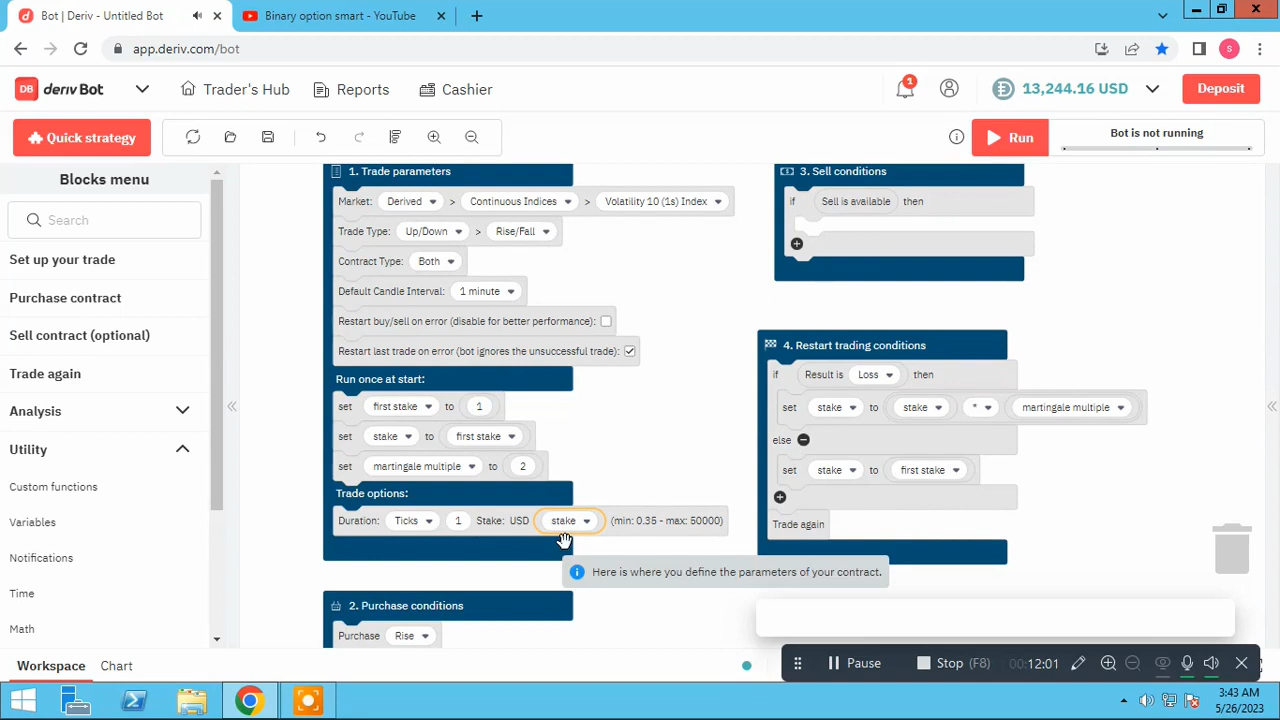 Bot | Deriv - Untitled Bot
Binary option smart - YouTube
app.deriv.com/bot
S
DB deriv Bot
Trader's Hub
Reports
Cashier
1
13,244.16 USD
Deposit
Quick strategy
Run
Bot is not running
Blocks menu
Search
Set up your trade
Purchase contract
Sell contract (optional)
Trade again
Analysis
Utility
Custom functions
Variables
Notifications
Time
Math
1. Trade parameters
Market: Derived > Continuous Indices > Volatility 10 (1s) Index
Trade Type: Up/Down > Rise/Fall
Contract Type: Both
Default Candle Interval: 1 minute
Restart buy/sell on error (disable for better performance):
Restart last trade on error (bot ignores the unsuccessful trade):
Run once at start:
set first stake to 1
set stake to first stake
set martingale multiple to 2
Trade options:
Duration: Ticks 1 Stake: USD stake (min: 0.35 - max: 50000)
Here is where you define the parameters of your contract.
2. Purchase conditions
Purchase Rise
3. Sell conditions
if Sell is available then
4. Restart trading conditions
if Result is Loss then
set stake to stake * martingale multiple
else
set stake to first stake
Trade again
Workspace
Chart
Pause
Stop (F8)
00:12:01
3:43 AM
5/26/2023